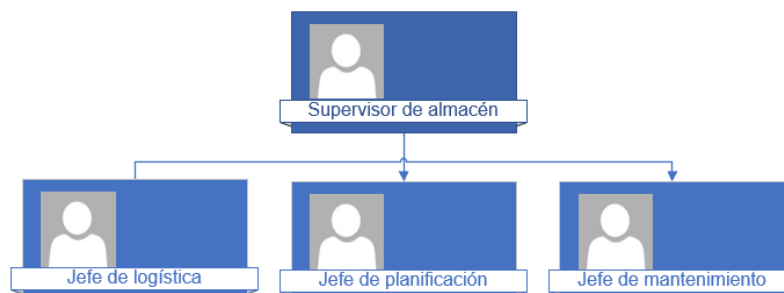 Supervisor de almacén
Jefe de logística
Jefe de planificación
Jefe de mantenimiento